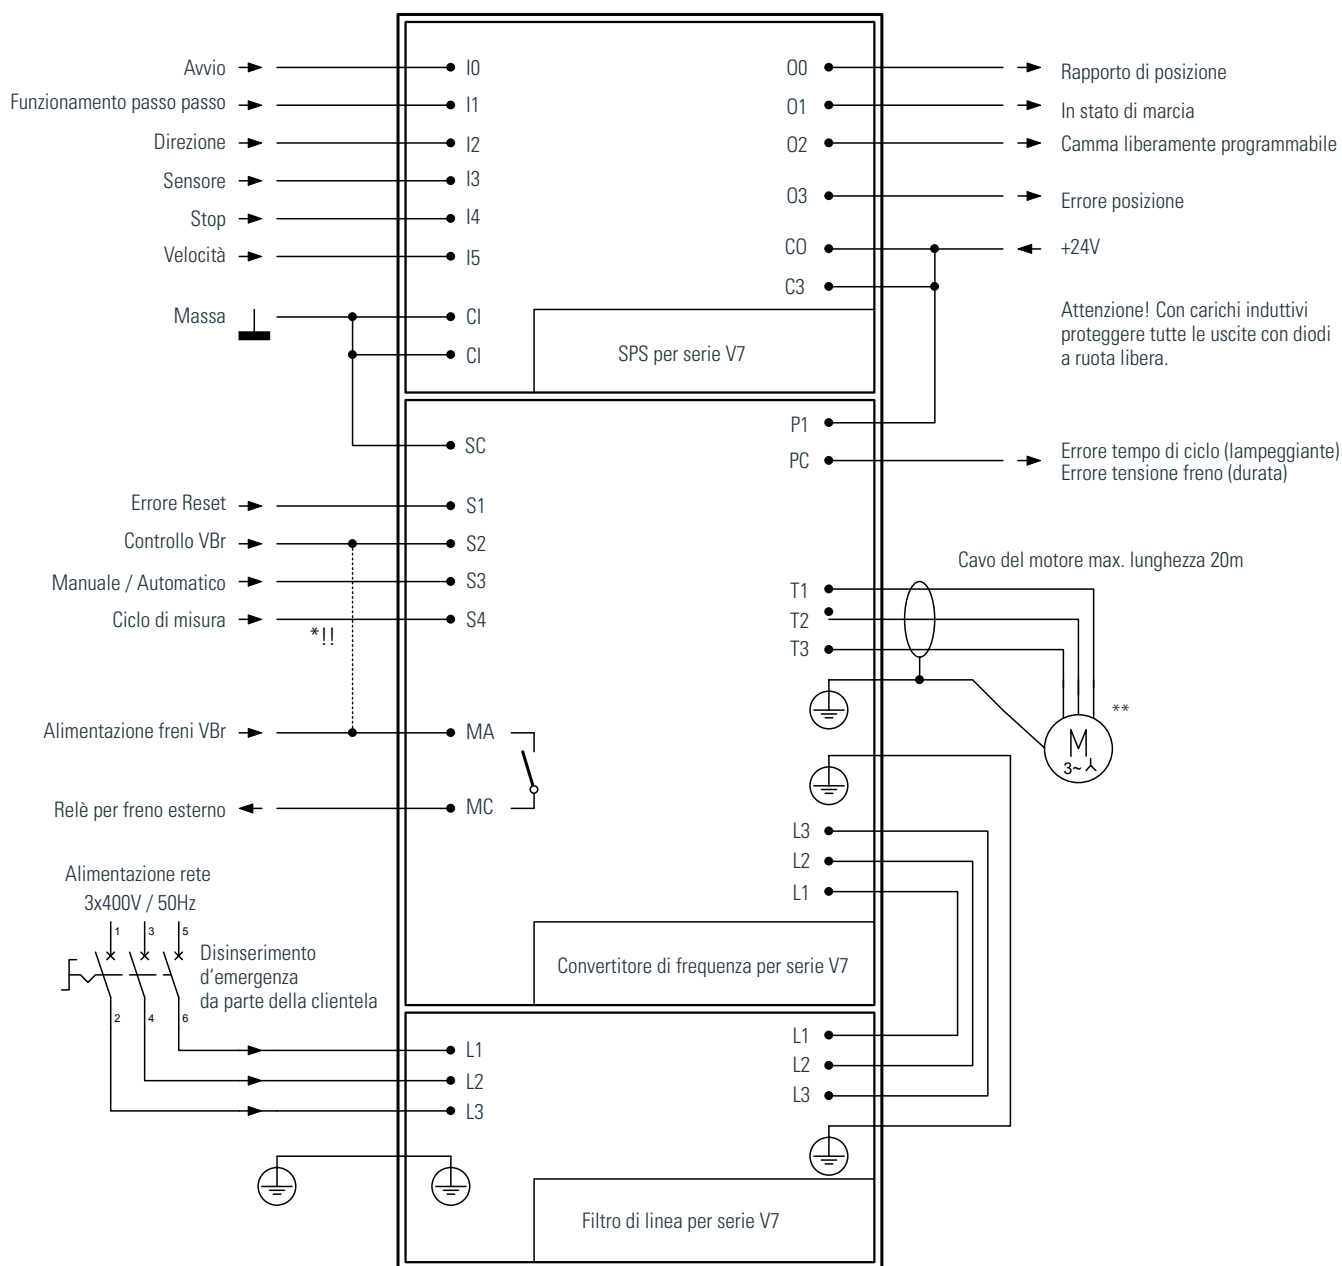 Avvio
I0
O0
Rapporto di posizione
Funzionamento passo passo
I1
O1
In stato di marcia
Direzione
I2
O2
Camma liberamente programmabile
Sensore
I3
O3
Errore posizione
Stop
I4
Velocità
I5
CO
+24V
C3
Massa
CI
CI
SPS per serie V7
Attenzione! Con carichi induttivi
proteggere tutte le uscite con diodi
a ruota libera.
SC
P1
PC
Errore tempo di ciclo (lampeggiante)
Errore tensione freno (durata)
Errore Reset
S1
Controllo VBr
S2
Manuale / Automatico
S3
Ciclo di misura
S4
*!!
Cavo del motore max. lunghezza 20m
T1
T2
T3
**
M
3~
Alimentazione freni VBr
MA
Relè per freno esterno
MC
L3
L2
L1
Alimentazione rete
3x400V / 50Hz
1
3
5
Disinserimento
d'emergenza
da parte della clientela
2
4
6
Convertitore di frequenza per serie V7
L1
L2
L3
L1
L2
L3
Filtro di linea per serie V7